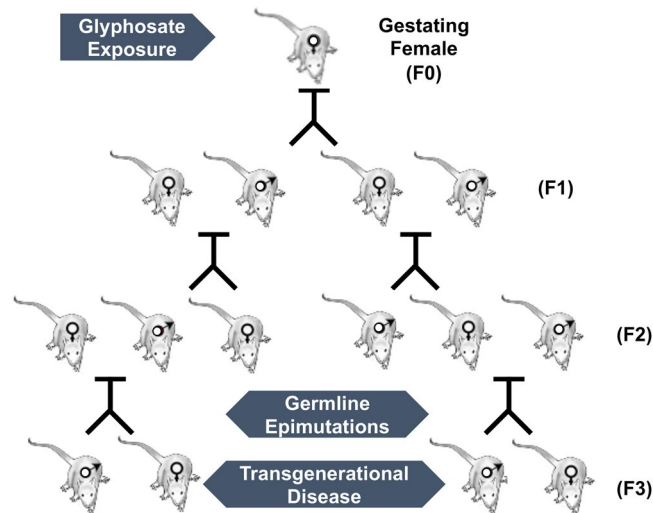 Glyphosate
Exposure
Gestating
Female
(F0)
(F1)
(F2)
Germline
Epimutations
Transgenerational
Disease
(F3)